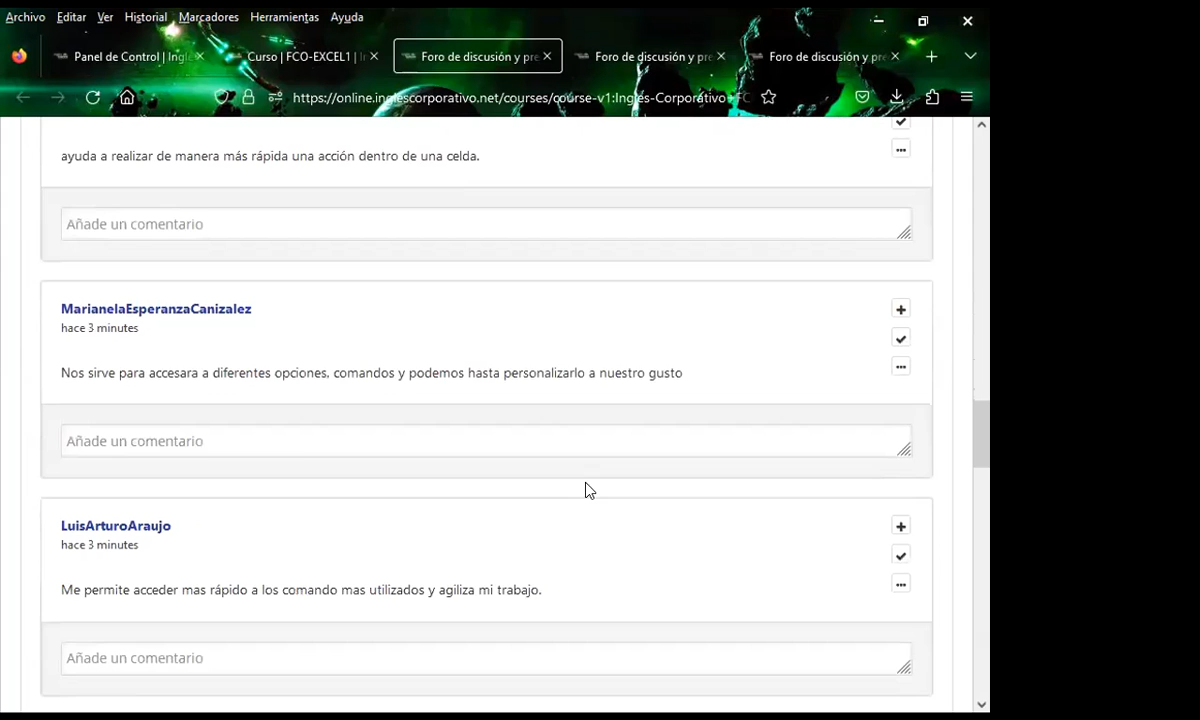 Archivo Editar Ver Historial Marcadores Herramientas Ayuda
Panel de Control | Ingle Curso | FCO-EXCEL1 | I Foro de discusión y pre Foro de discusión y pre Foro de discusión y pre
https://online.inglescorporativo.net/courses/course-v1:Ingles-Corporativo+FC
ayuda a realizar de manera más rápida una acción dentro de una celda.
Añade un comentario
MarianelaEsperanzaCanizalez
hace 3 minutes
Nos sirve para accesara a diferentes opciones, comandos y podemos hasta personalizarlo a nuestro gusto
Añade un comentario
LuisArturoAraujo
hace 3 minutes
Me permite acceder mas rápido a los comando mas utilizados y agiliza mi trabajo.
Añade un comentario